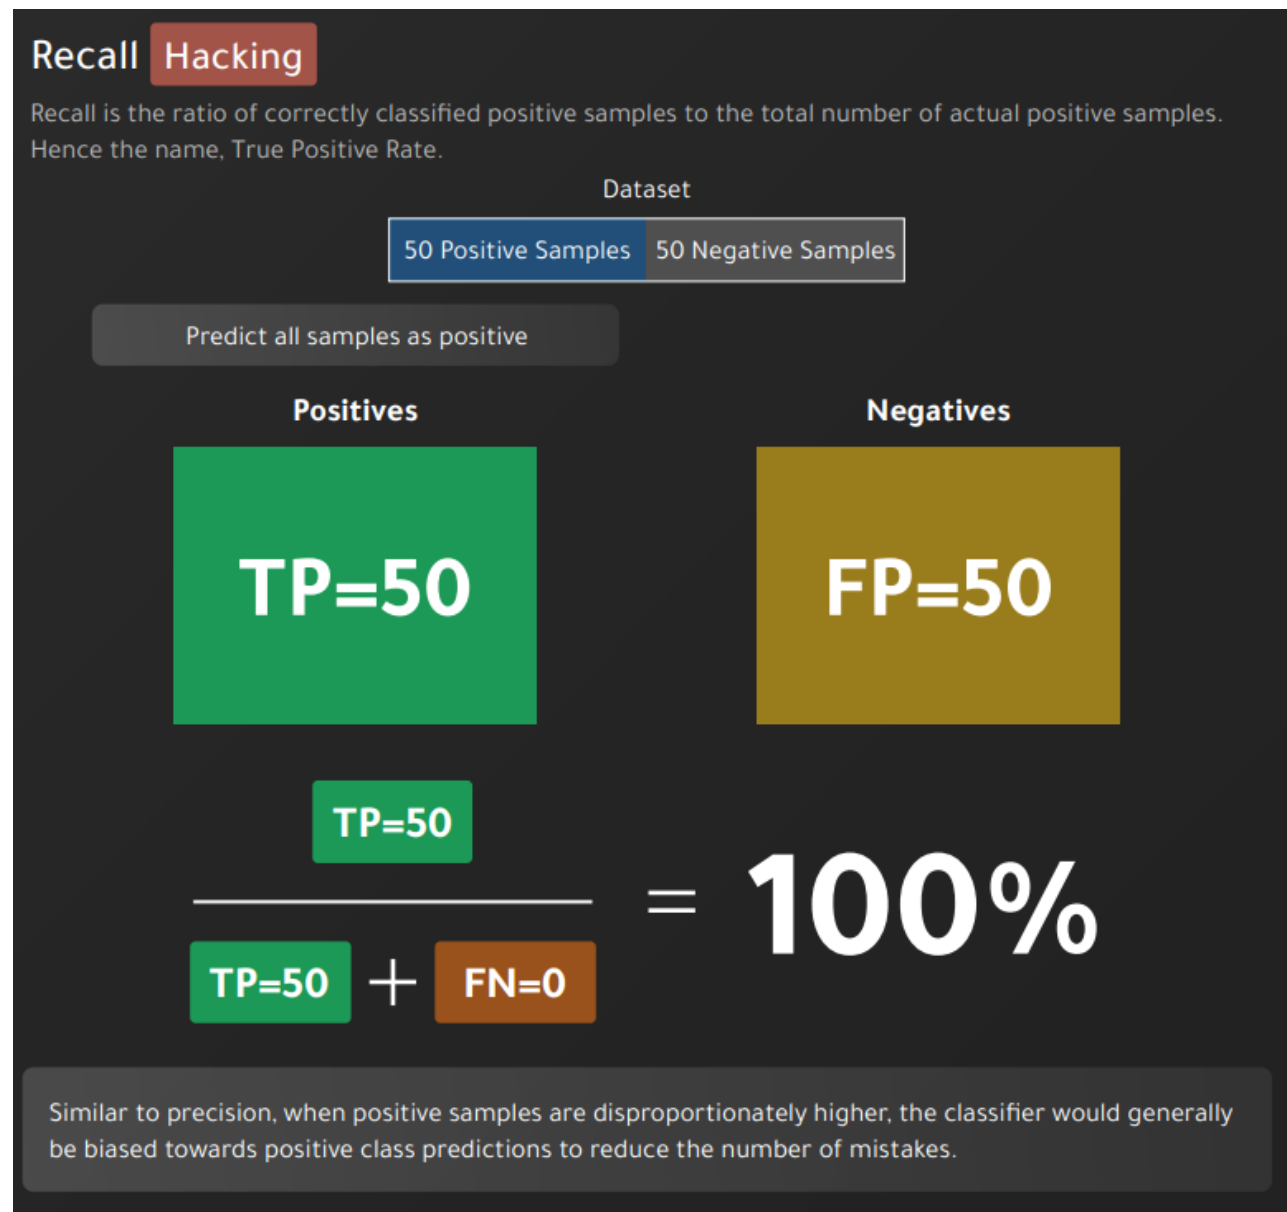 Recall Hacking
Recall is the ratio of correctly classified positive samples to the total number of actual positive samples.
Hence the name, True Positive Rate.
Dataset
50 Positive Samples 50 Negative Samples
Predict all samples as positive
Positives Negatives
TP=50 FP=50
TP=50
= 100%
TP=50 + FN=0
Similar to precision, when positive samples are disproportionately higher, the classifier would generally
be biased towards positive class predictions to reduce the number of mistakes.